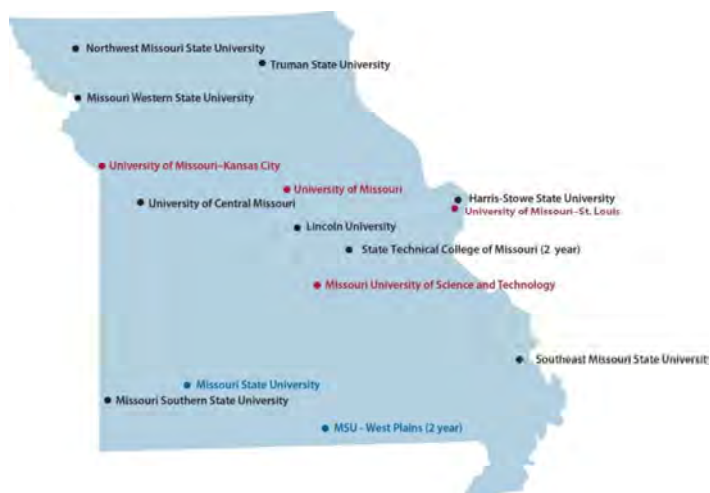 Northwest Missouri State University
Truman State University
Missouri Western State University
University of Missouri–Kansas City
University of Missouri
Harris-Stowe State University
University of Central Missouri
University of Missouri–St. Louis
Lincoln University
State Technical College of Missouri (2 year)
Missouri University of Science and Technology
Southeast Missouri State University
Missouri State University
Missouri Southern State University
MSU - West Plains (2 year)